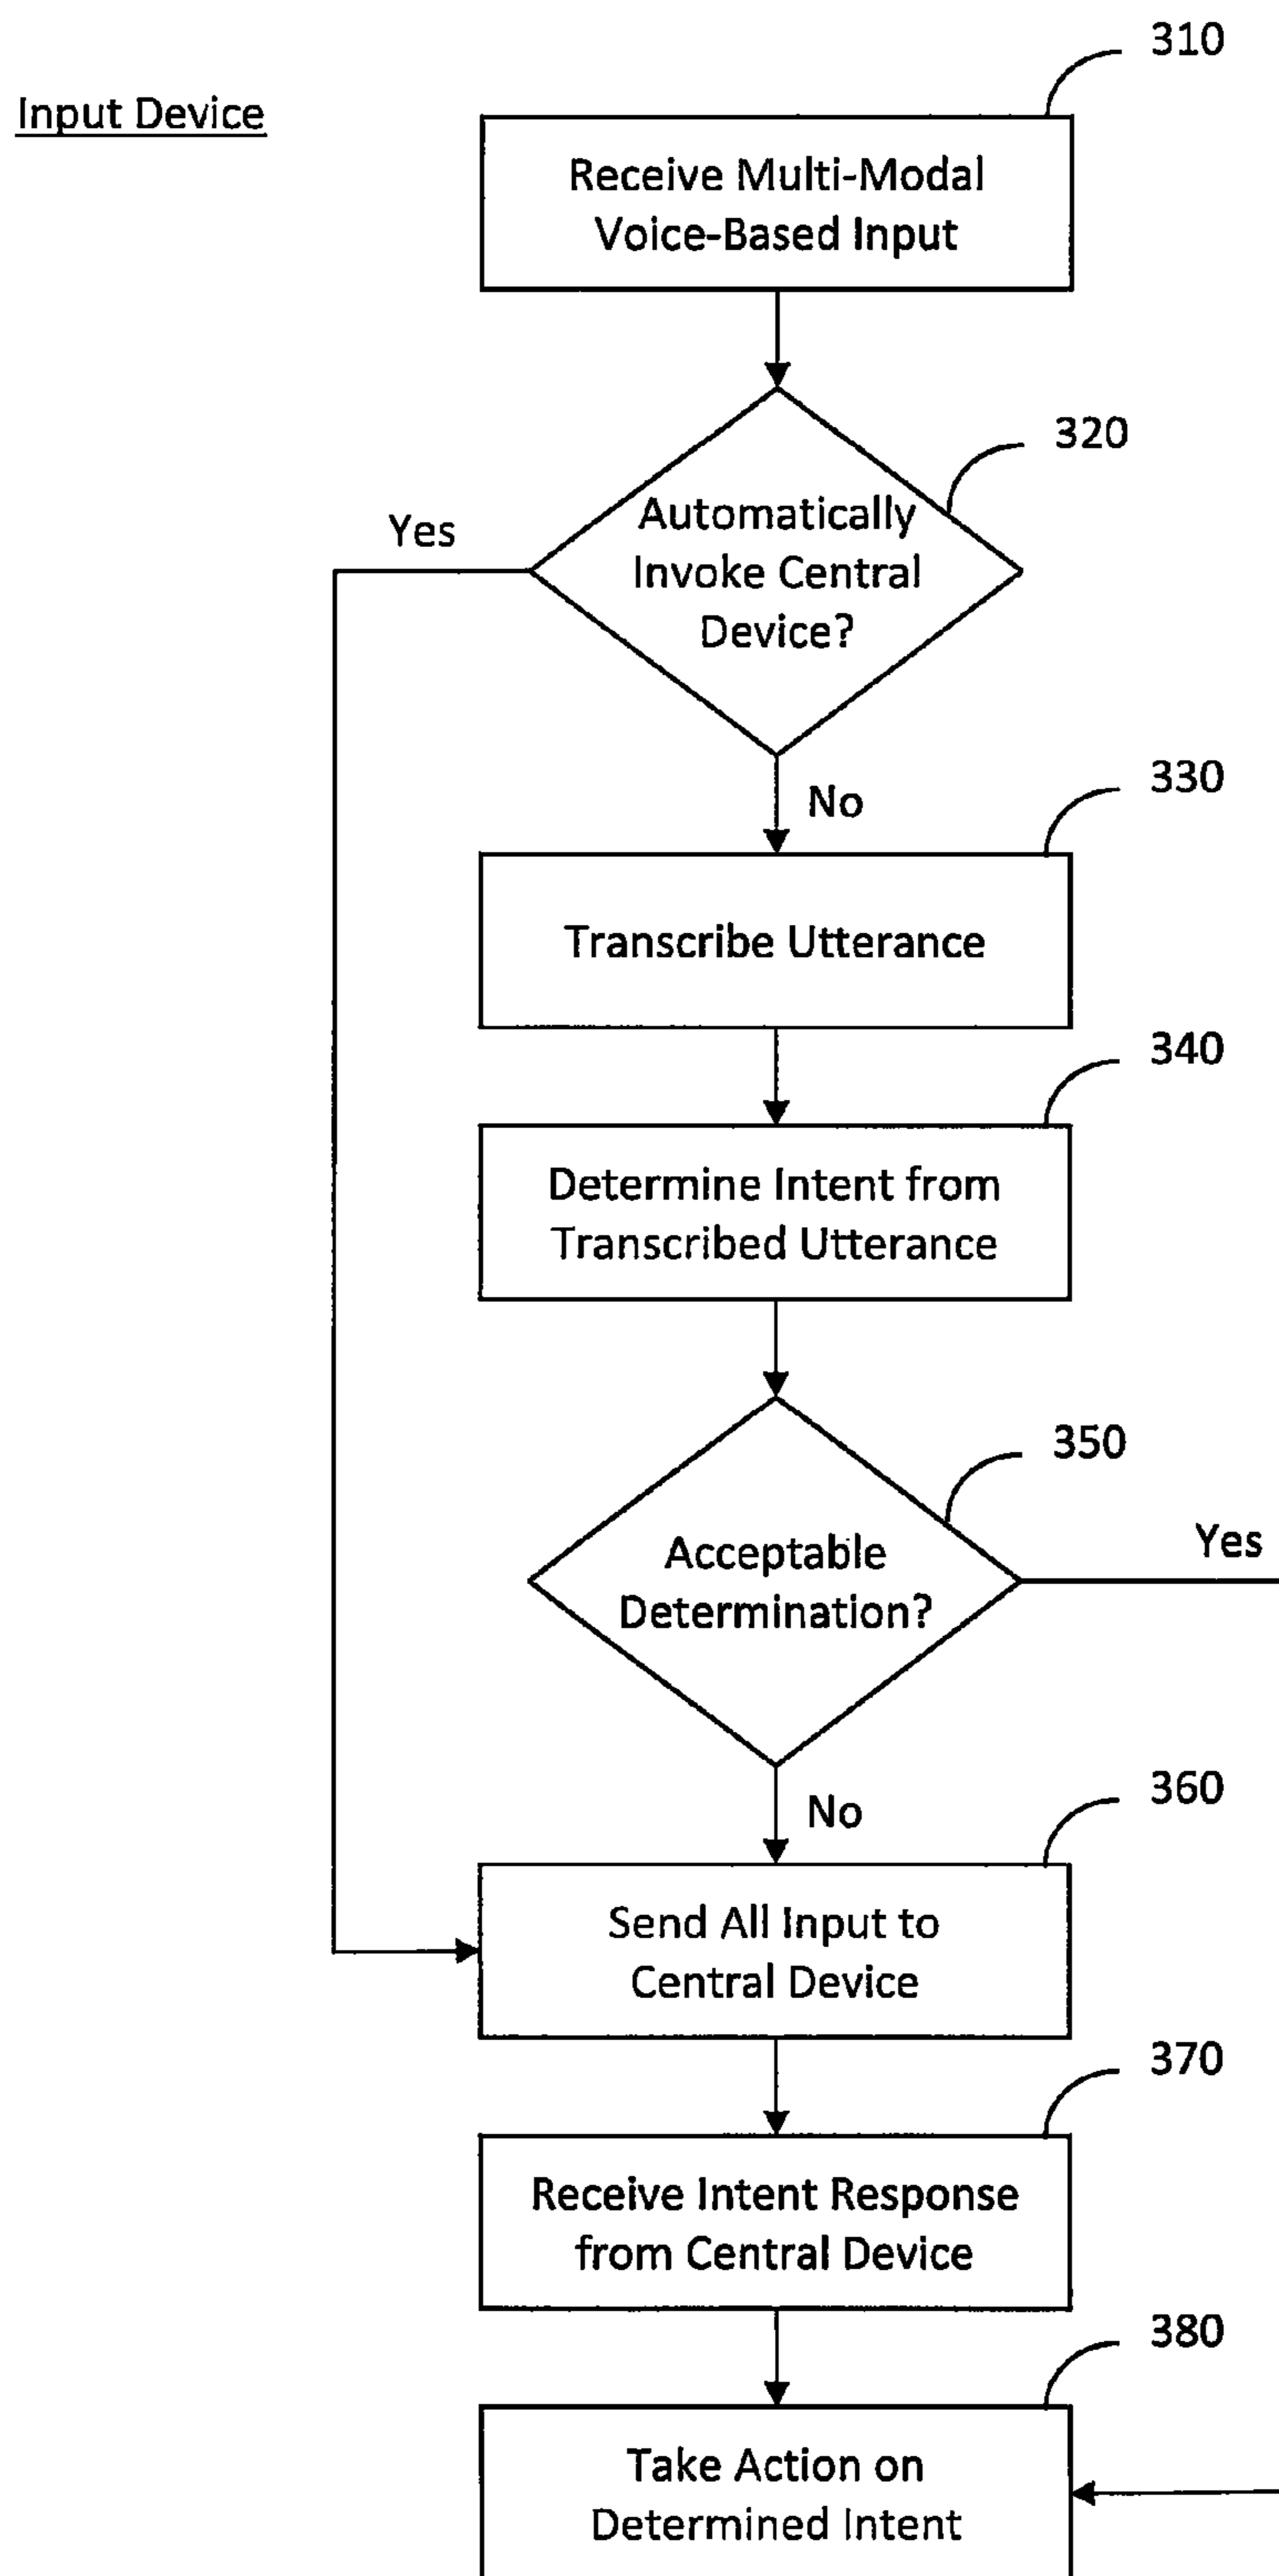 310
Input Device
Receive Multi-Modal
Voice-Based Input
320
Yes
Automatically
Invoke Central
Device?
No
330
Transcribe Utterance
340
Determine Intent from
Transcribed Utterance
350
Acceptable
Determination?
Yes
No
360
Send All Input to
Central Device
370
Receive Intent Response
from Central Device
380
Take Action on
Determined Intent